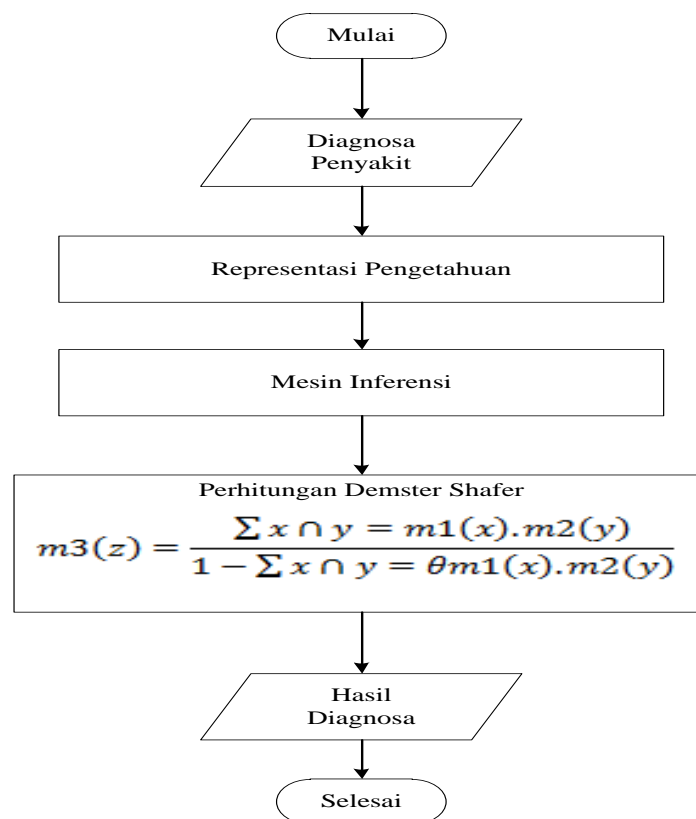 Mulai
Diagnosa
Penyakit
Representasi Pengetahuan
Mesin Inferensi
Perhitungan Demster Shafer
m3(z) = \frac{∑ x ∩ y = m1(x).m2(y)}{1 − ∑ x ∩ y = θm1(x).m2(y)}
Hasil
Diagnosa
Selesai